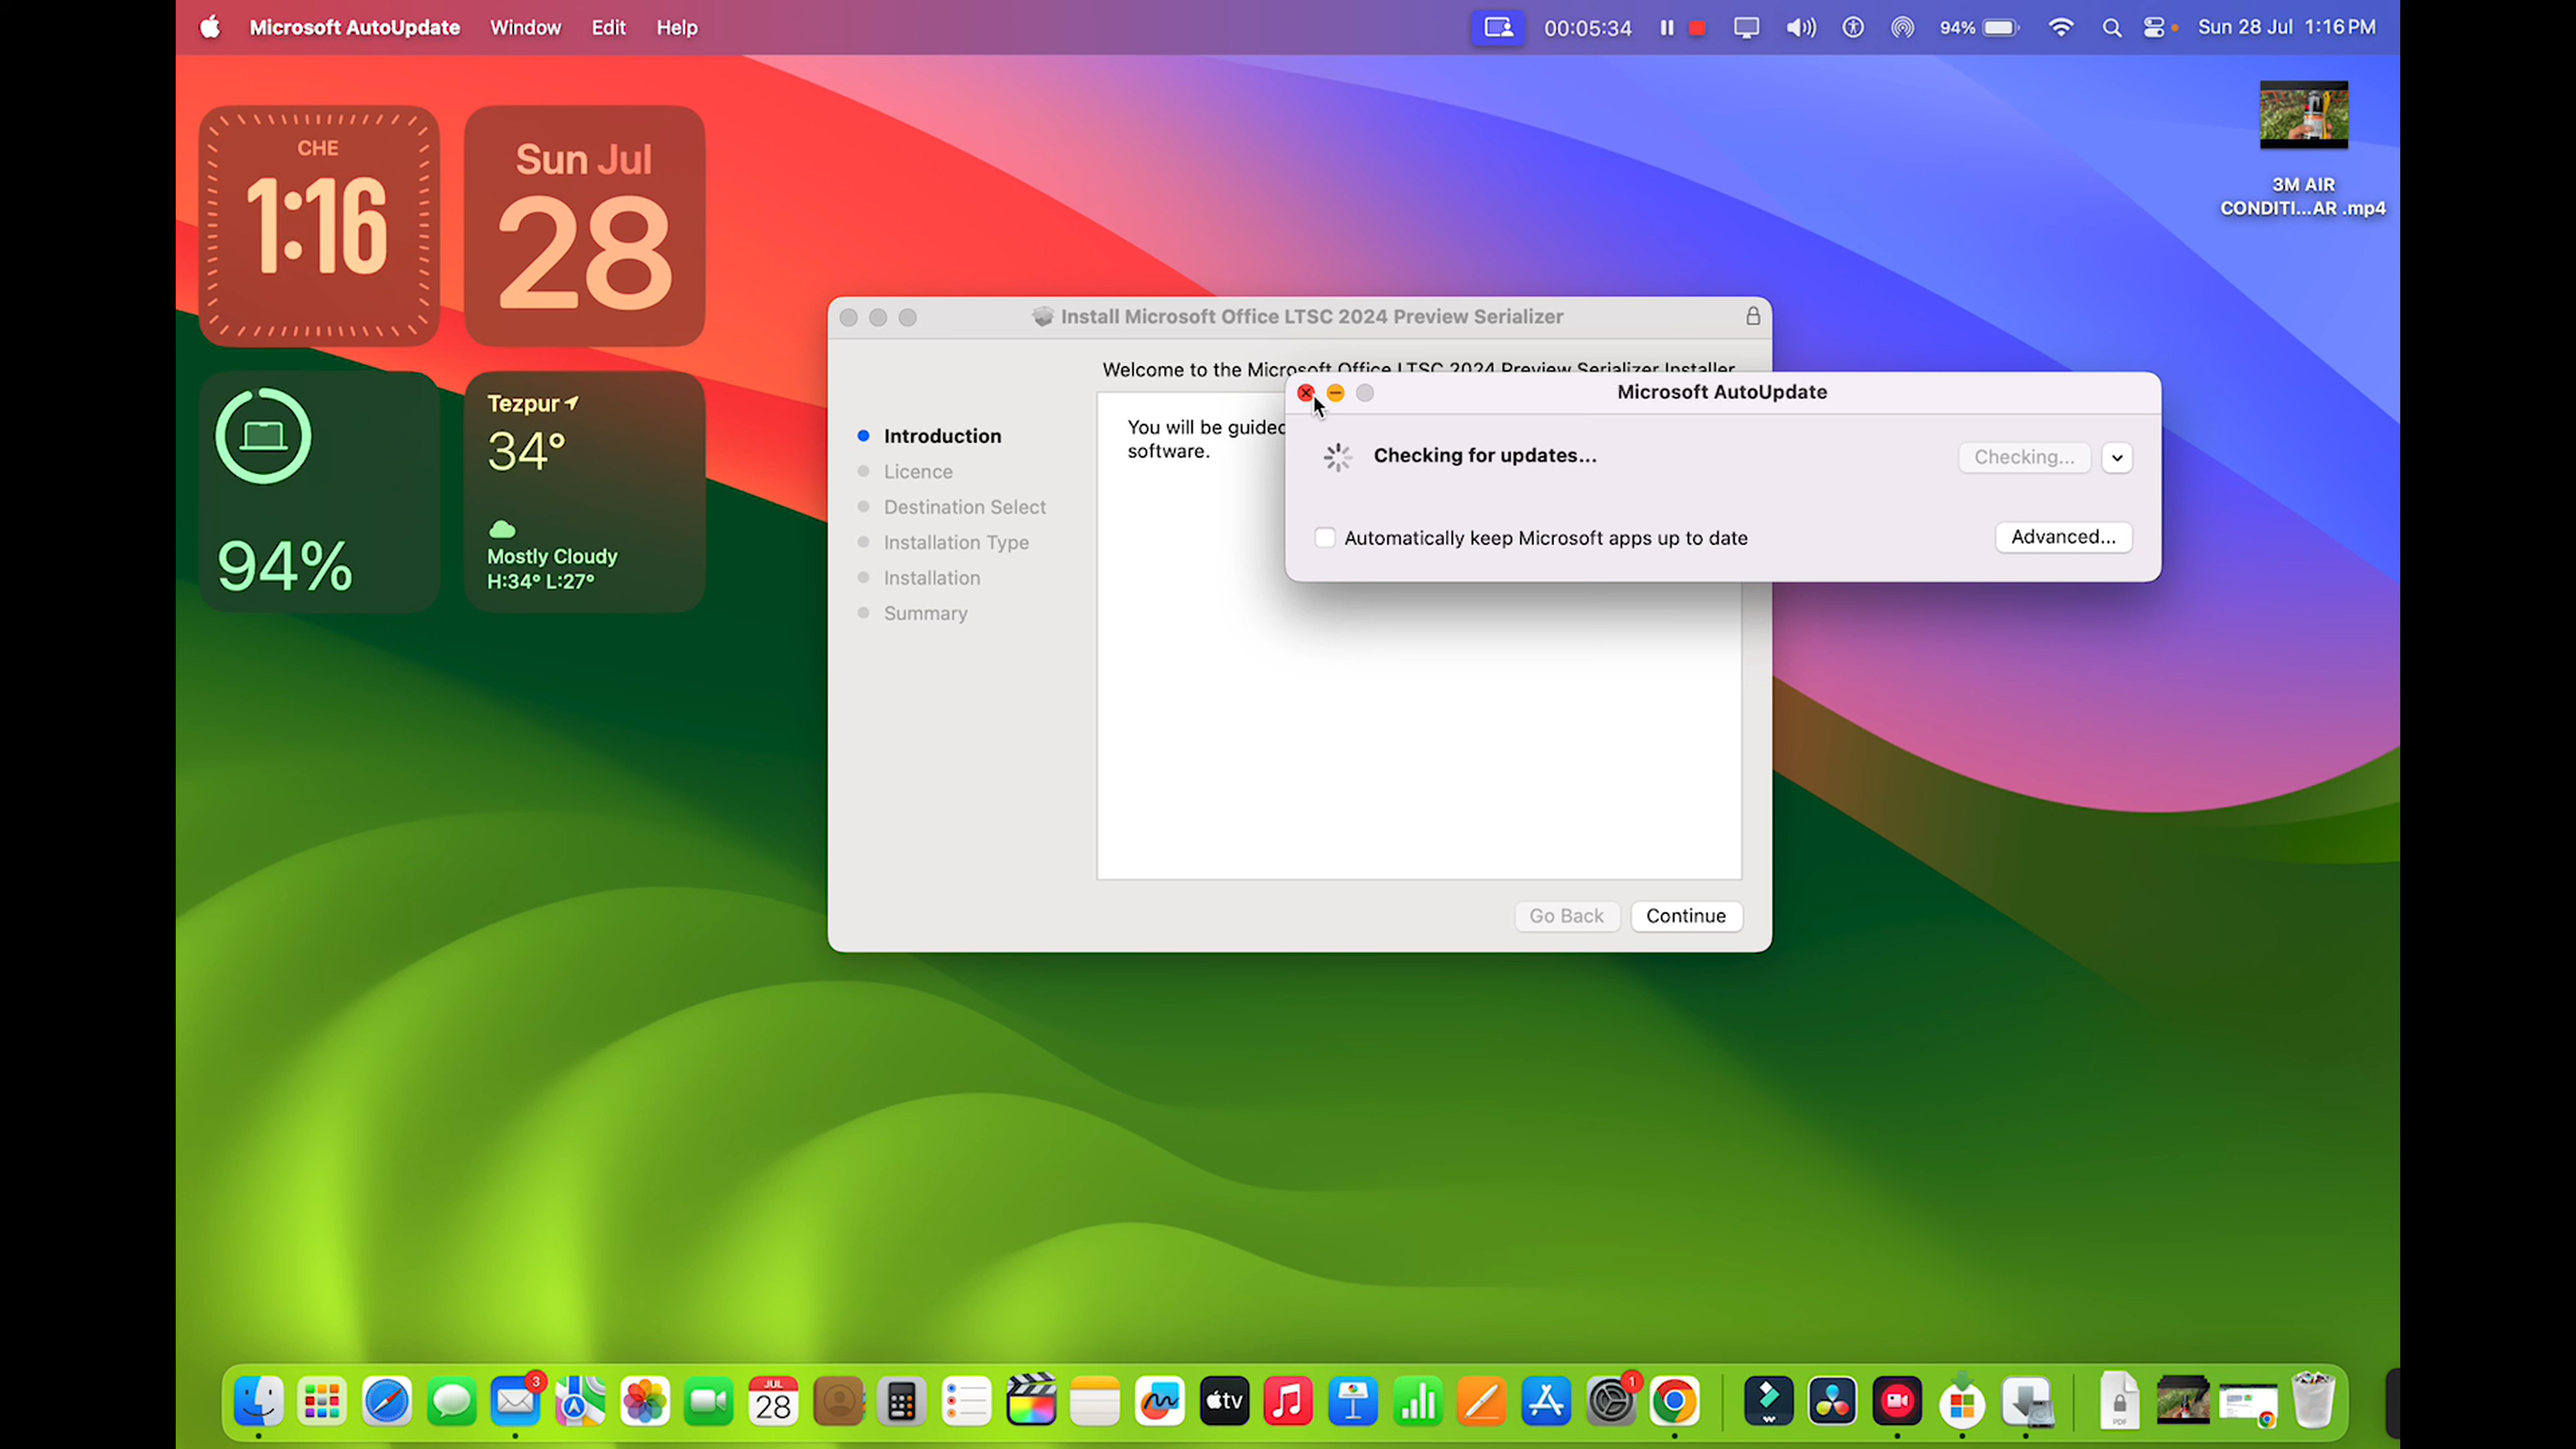 Microsoft AutoUpdate Window Edit Help
00:05:34 94% Sun 28 Jul 1:16 PM
CHE
1:16
Sun Jul
28
94%
Tezpur
34°
Mostly Cloudy
H:34° L:27°
3M AIR
CONDITI...AR .mp4
Install Microsoft Office LTSC 2024 Preview Serializer
Welcome to the Microsoft Office LTSC 2024 Preview Serializer Installer
Introduction
Licence
Destination Select
Installation Type
Installation
Summary
You will be guided
software.
Go Back Continue
Microsoft AutoUpdate
Checking for updates...
Checking...
Automatically keep Microsoft apps up to date
Advanced...
3
JUL
28
tv
1
PDF